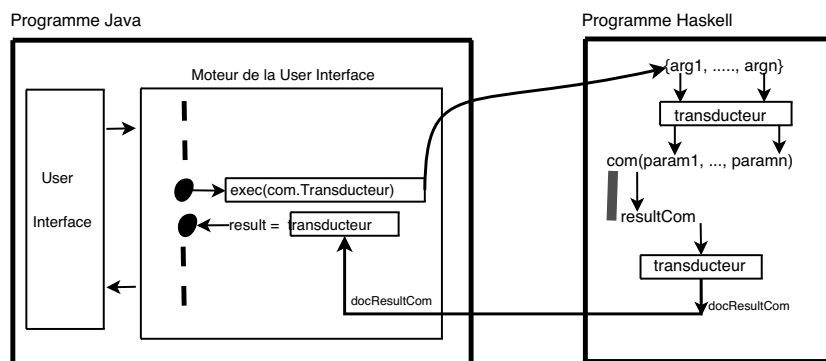 Programme Java
Programme Haskell
Moteur de la User Interface
{arg1, ....., argn}
transducteur
com(param1, ..., paramn)
User
Interface
exec(com.Transducteur)
result = transducteur
resultCom
transducteur
docResultCom
docResultCom